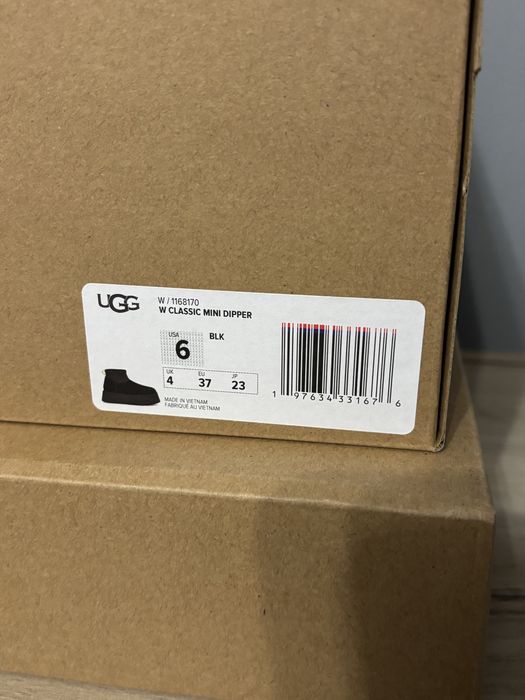 UGG
W / 1168170
W CLASSIC MINI DIPPER
USA
6
BLK
UK EU JP
4 37 23
MADE IN VIETNAM
FABRIQUÉ AU VIETNAM
1 97634 33167 6